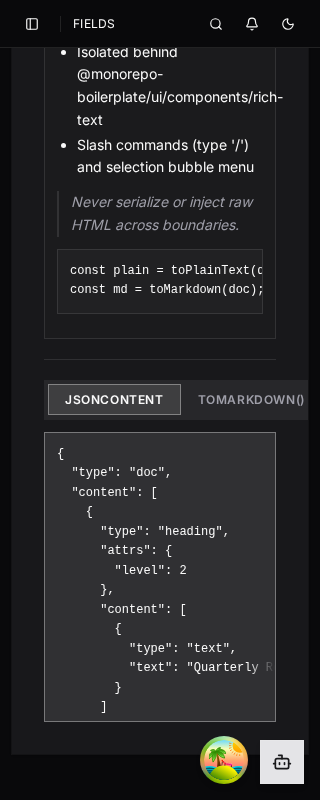 FIELDS
Isolated behind
@monorepo-
boilerplate/ui/components/rich-
text
Slash commands (type '/')
and selection bubble menu
Never serialize or inject raw
HTML across boundaries.
const plain = toPlainText(
const md = toMarkdown(doc);
JSONCONTENT
TOMARKDOWN()
{
"type": "doc",
"content": [
{
"type": "heading",
"attrs": {
"level": 2
},
"content": [
{
"type": "text",
"text": "Quarterly
}
]